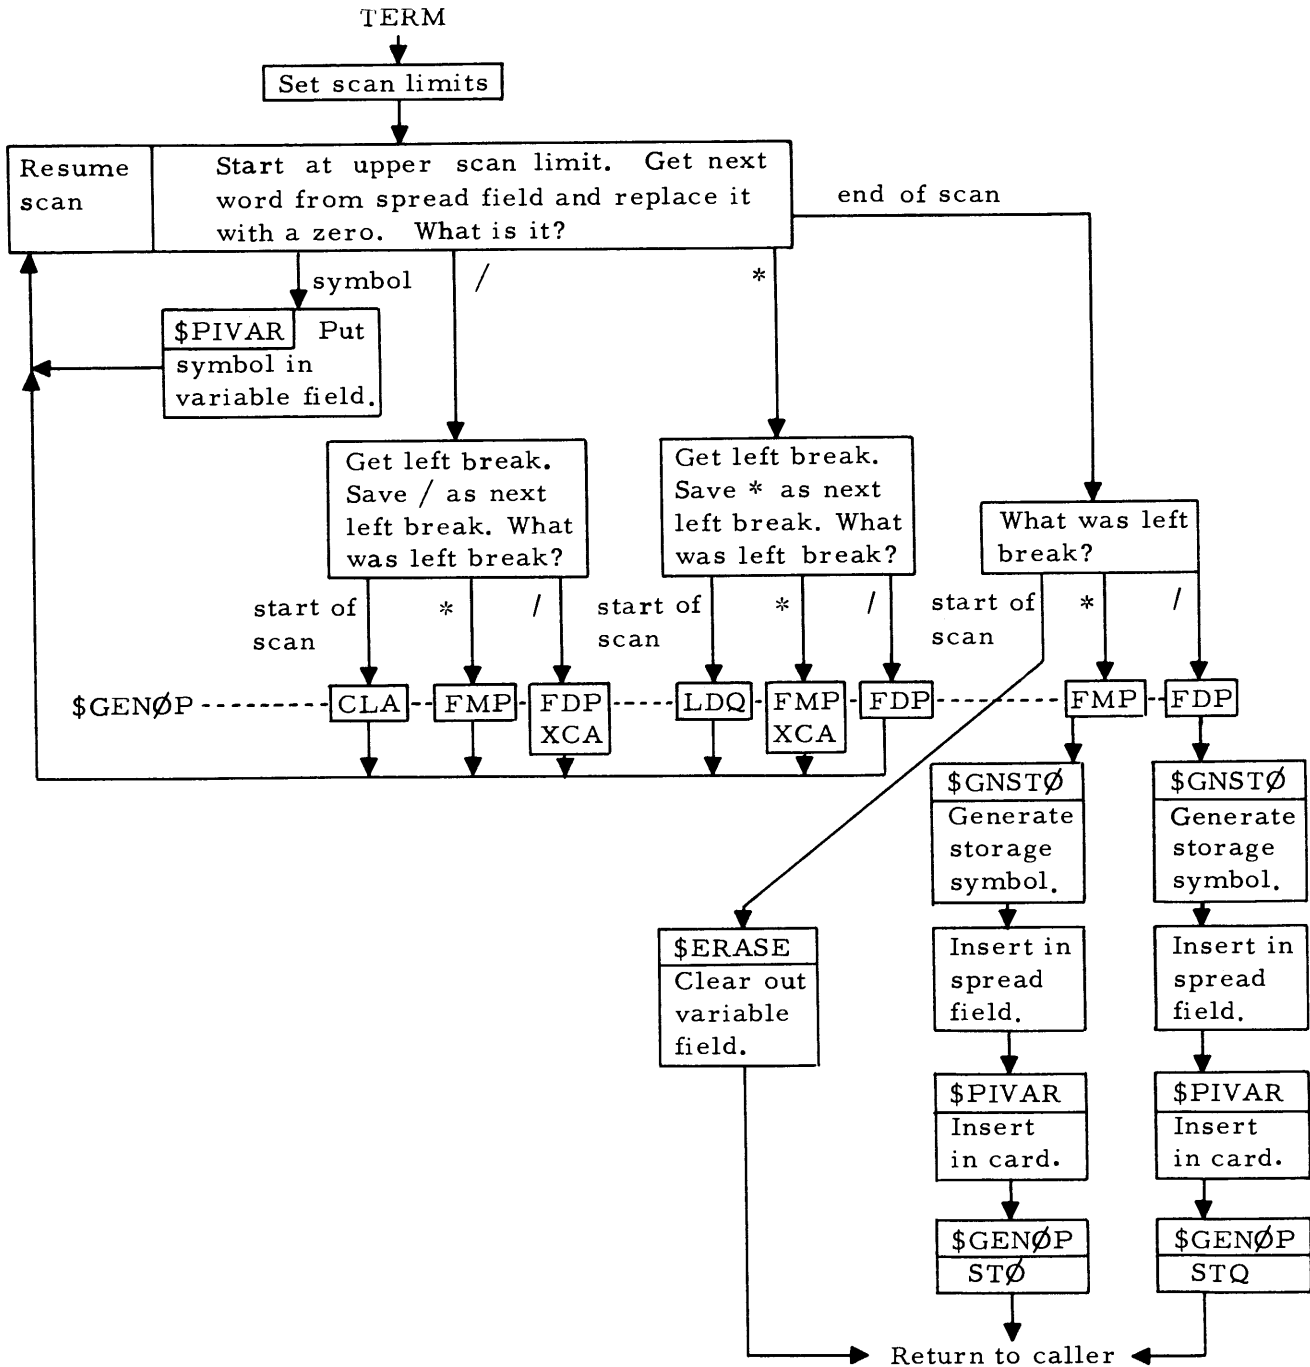 TERM
Set scan limits
Resume
scan
Start at upper scan limit. Get next
word from spread field and replace it
with a zero. What is it?
end of scan
symbol
/
*
$PIVAR Put
symbol in
variable field.
Get left break.
Save / as next
left break. What
was left break?
Get left break.
Save * as next
left break. What
was left break?
What was left
break?
start of
scan
*
/
start of
scan
*
/
start of
scan
*
/
$GENØP
CLA
FMP
FDP
XCA
LDQ
FMP
XCA
FDP
FMP
FDP
$GNSTØ
Generate
storage
symbol.
$GNSTØ
Generate
storage
symbol.
$ERASE
Clear out
variable
field.
Insert in
spread
field.
Insert in
spread
field.
$PIVAR
Insert
in card.
$PIVAR
Insert
in card.
$GENØP
STØ
$GENØP
STQ
Return to caller